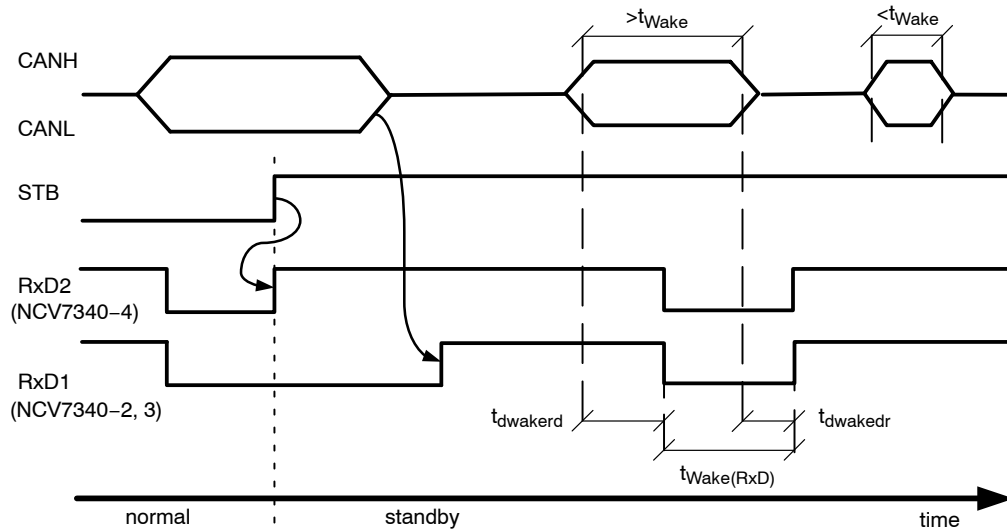 >tWake
<tWake
CANH
CANL
STB
RxD2
(NCV7340−4)
RxD1
(NCV7340−2, 3)
tdwakerd
tdwakedr
tWake(RxD)
normal
standby
time